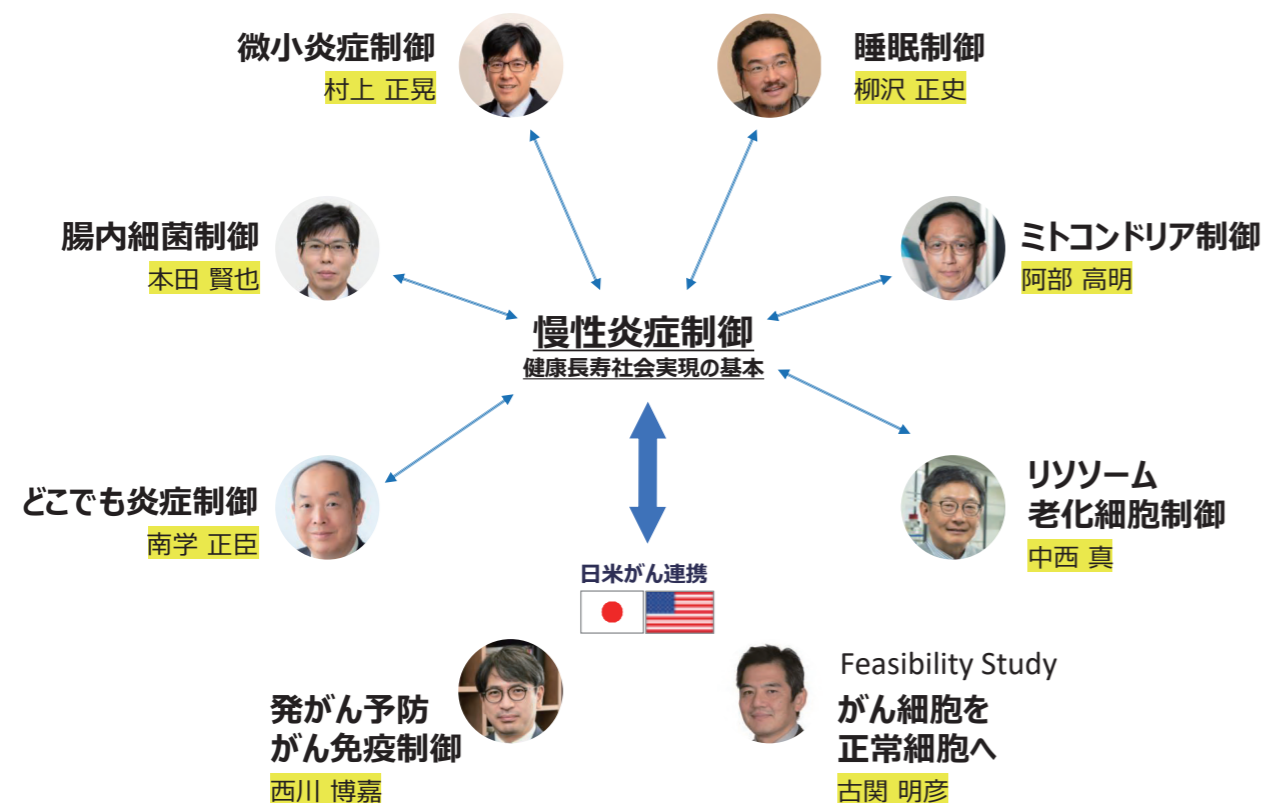 微小炎症制御
村上 正晃
睡眠制御
柳沢 正史
腸内細菌制御
本田 賢也
ミトコンドリア制御
阿部 高明
慢性炎症制御
健康長寿社会実現の基本
どこでも炎症制御
南学 正臣
リソソーム
老化細胞制御
中西 真
日米がん連携
発がん予防
がん免疫制御
西川 博嘉
Feasibility Study
がん細胞を
正常細胞へ
古関 明彦